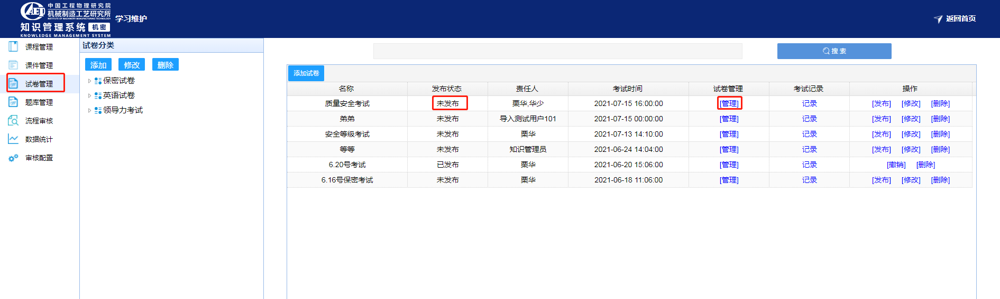 中国工程物理研究院
机械制造工艺研究所
INSTITUTE OF MACHINERY MANUFACTURING TECHNOLOGY
知识管理系统 机密
KNOWLEDGE MANAGEMENT SYSTEM
学习维护
返回首页
课程管理
课件管理
试卷管理
题库管理
流程审核
数据统计
审核配置
试卷分类
添加 修改 删除
保密试卷
英语试卷
领导力考试
搜索
添加试卷
名称 发布状态 责任人 考试时间 试卷管理 考试记录 操作
质量安全考试 未发布 栗华,华少 2021-07-15 16:00:00 [管理] 记录 [发布] [修改] [删除]
弟弟 未发布 导入测试用户101 2021-07-15 00:00:00 [管理] 记录 [发布] [修改] [删除]
安全等级考试 未发布 栗华 2021-07-13 14:10:00 [管理] 记录 [发布] [修改] [删除]
等等 未发布 知识管理员 2021-06-24 14:04:00 [管理] 记录 [发布] [修改] [删除]
6.20号考试 已发布 栗华 2021-06-20 15:06:00 [管理] 记录 [撤销] [删除]
6.16号保密考试 未发布 栗华 2021-06-18 11:06:00 [管理] 记录 [发布] [修改] [删除]